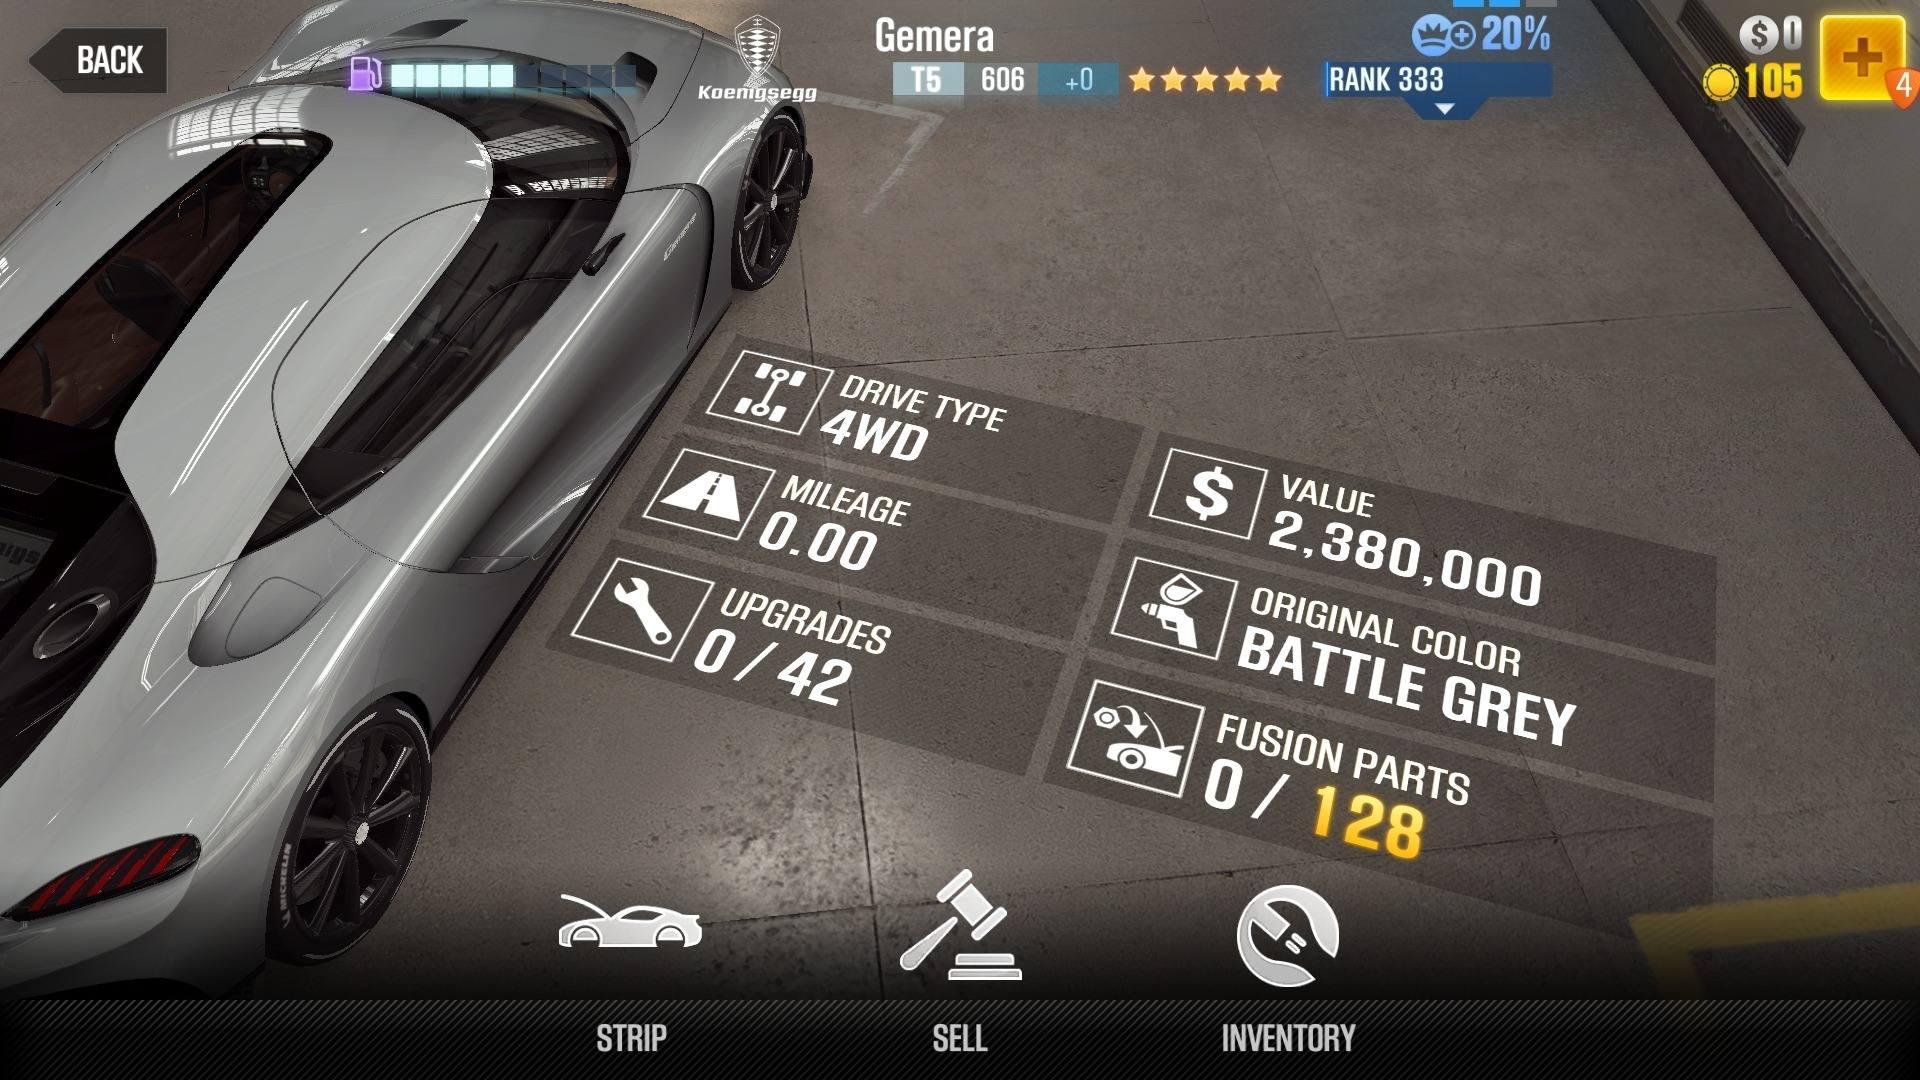 BACK
Koenigsegg
Gemera
T5 606 +0
20%
RANK 333
$ 0
105
4
DRIVE TYPE
4WD
MILEAGE
0.00
UPGRADES
0/42
$ VALUE
2,380,000
ORIGINAL COLOR
BATTLE GREY
FUSION PARTS
0/ 128
MICHELIN
STRIP
SELL
INVENTORY